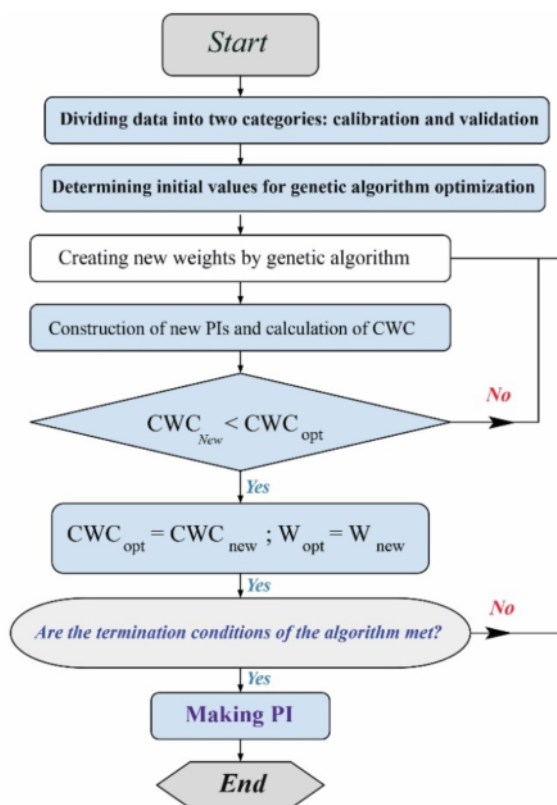 Start
Dividing data into two categories: calibration and validation
Determining initial values for genetic algorithm optimization
Creating new weights by genetic algorithm
Construction of new PIs and calculation of CWC
No
CWC New < CWC opt
Yes
CWC opt = CWC new ; W opt = W new
Yes
No
Are the termination conditions of the algorithm met?
Yes
Making PI
End